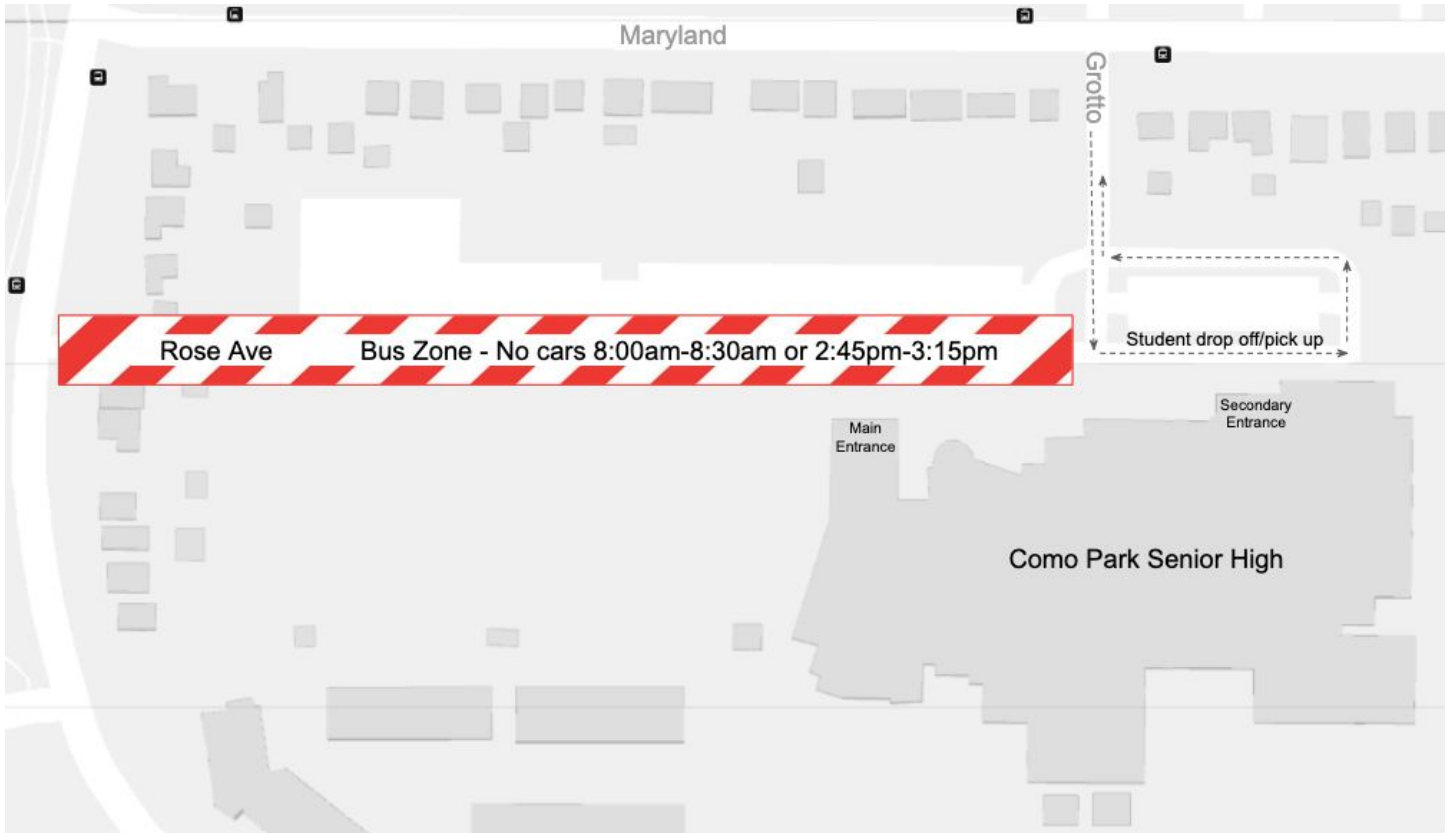 Maryland
Grotto
Rose Ave
Bus Zone - No cars 8:00am-8:30am or 2:45pm-3:15pm
Student drop off/pick up
Secondary
Entrance
Main
Entrance
Como Park Senior High